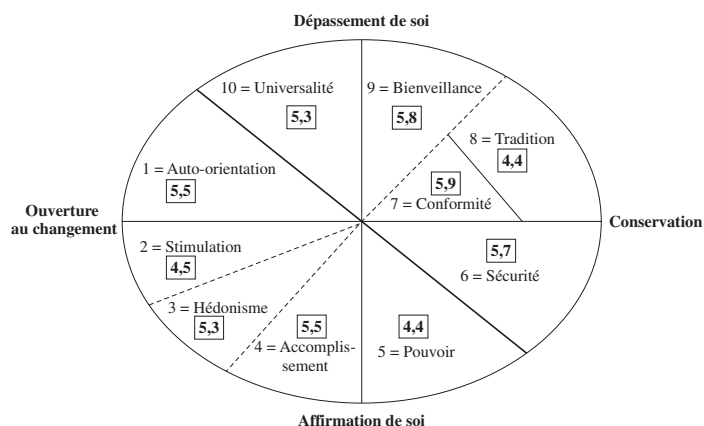 Dépassement de soi
10 = Universalité
5,3
9 = Bienveillance
5,8
8 = Tradition
4,4
1 = Auto-orientation
5,5
5,9
7 = Conformité
Ouverture
au changement
Conservation
2 = Stimulation
4,5
5,7
6 = Sécurité
3 = Hédonisme
5,3
5,5
4 = Accomplis-
sement
4,4
5 = Pouvoir
Affirmation de soi